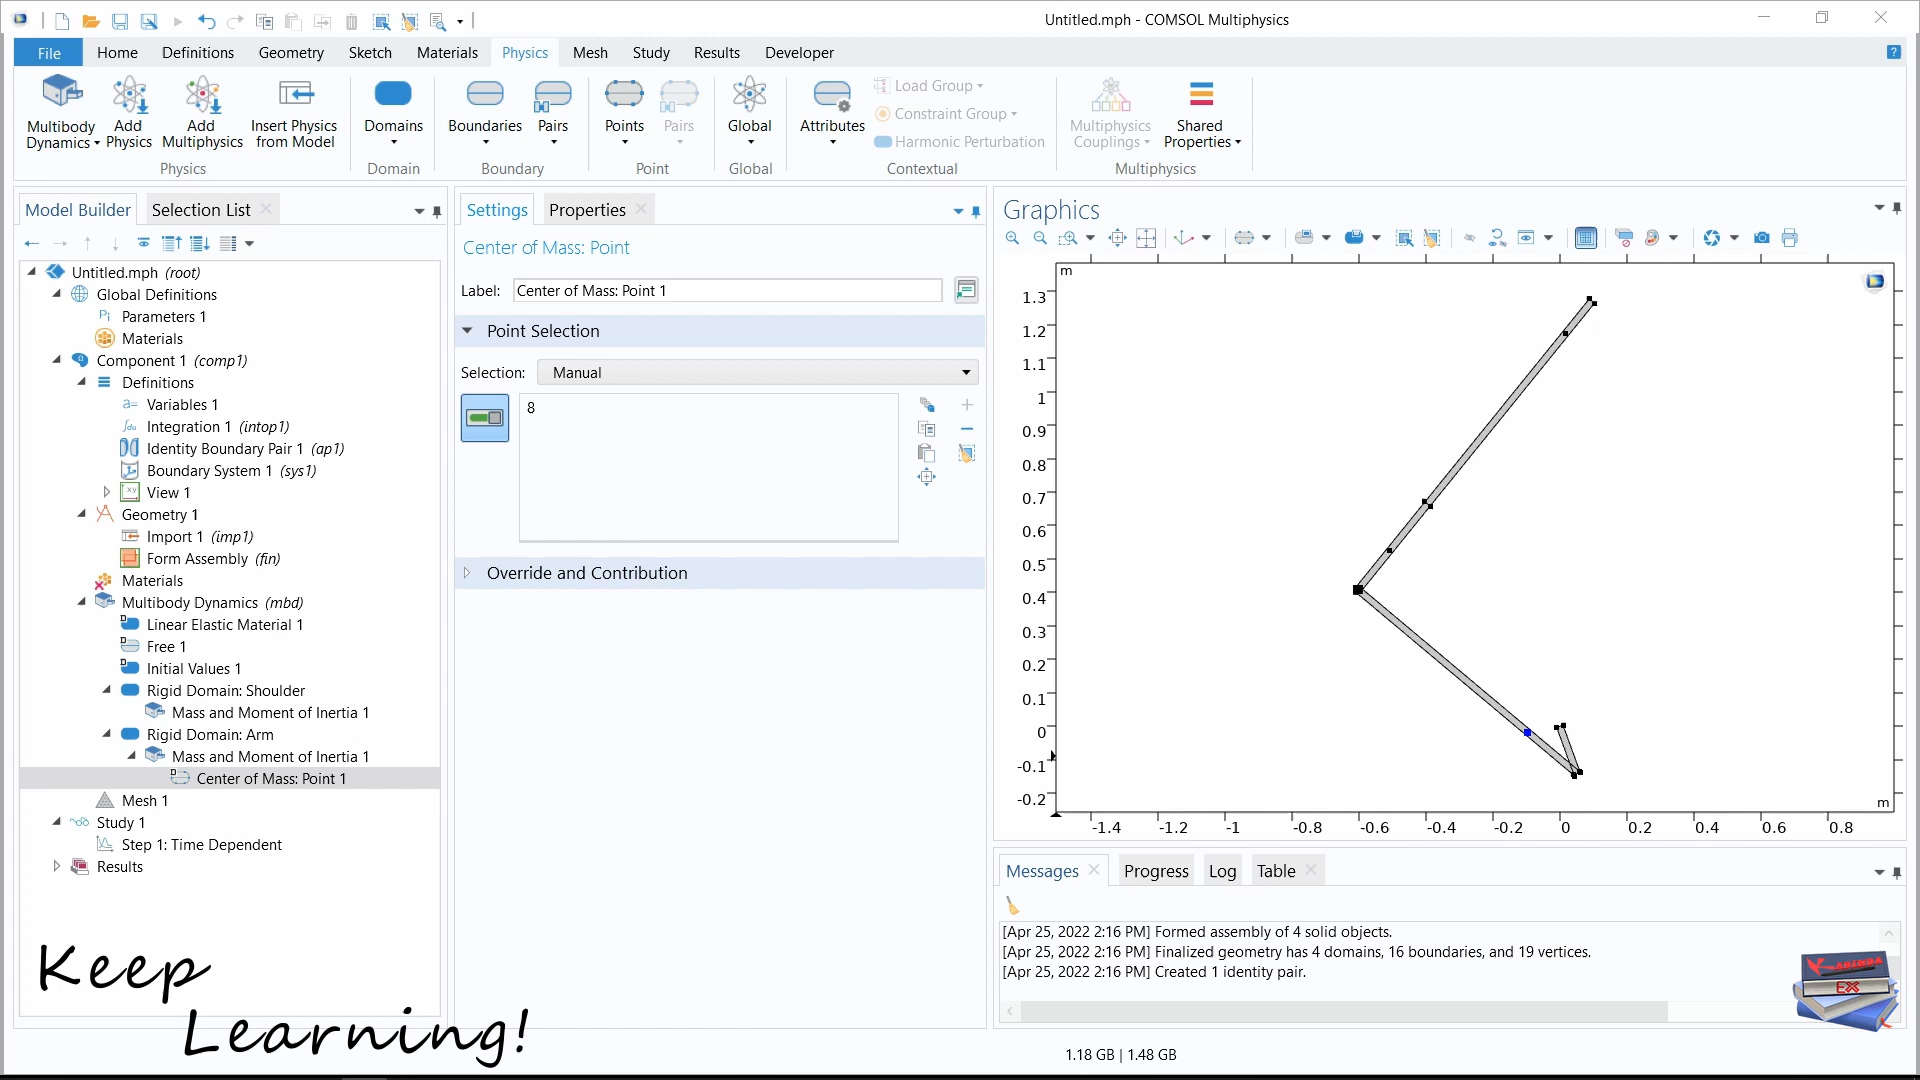 Untitled.mph - COMSOL Multiphysics
File Home Definitions Geometry Sketch Materials Physics Mesh Study Results Developer
Multibody Dynamics
Add Physics
Add Multiphysics
Insert Physics from Model
Physics
Domains
Domain
Boundaries
Pairs
Boundary
Points
Pairs
Point
Global
Global
Attributes
Load Group
Constraint Group
Harmonic Perturbation
Contextual
Multiphysics Couplings
Shared Properties
Multiphysics
Model Builder
Selection List
Untitled.mph (root)
Global Definitions
Pi Parameters 1
Materials
Component 1 (comp1)
Definitions
a= Variables 1
Integration 1 (intop1)
Identity Boundary Pair 1 (ap1)
Boundary System 1 (sys1)
View 1
Geometry 1
Import 1 (imp1)
Form Assembly (fin)
Materials
Multibody Dynamics (mbd)
Linear Elastic Material 1
Free 1
Initial Values 1
Rigid Domain: Shoulder
Mass and Moment of Inertia 1
Rigid Domain: Arm
Mass and Moment of Inertia 1
Center of Mass: Point 1
Mesh 1
Study 1
Step 1: Time Dependent
Results
Keep
Learning!
Settings
Properties
Center of Mass: Point
Label: Center of Mass: Point 1
Point Selection
Selection: Manual
8
Override and Contribution
Graphics
m
1.3
1.2
1.1
1
0.9
0.8
0.7
0.6
0.5
0.4
0.3
0.2
0.1
0
-0.1
-0.2
m
-1.4 -1.2 -1 -0.8 -0.6 -0.4 -0.2 0 0.2 0.4 0.6 0.8
Messages Progress Log Table
[Apr 25, 2022 2:16 PM] Formed assembly of 4 solid objects.
[Apr 25, 2022 2:16 PM] Finalized geometry has 4 domains, 16 boundaries, and 19 vertices.
[Apr 25, 2022 2:16 PM] Created 1 identity pair.
EX
1.18 GB | 1.48 GB